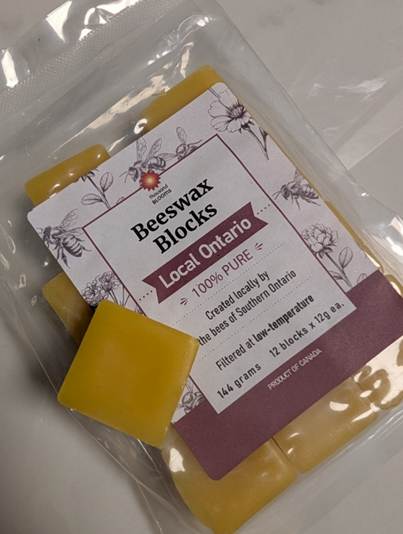 BLOOMS
Beeswax
Blocks
Local Ontario
100% PURE
Created locally by
the bees of Southern Ontario
Filtered at low-temperature
144 grams 12 blocks x 12g ea.
PRODUCT OF CANADA